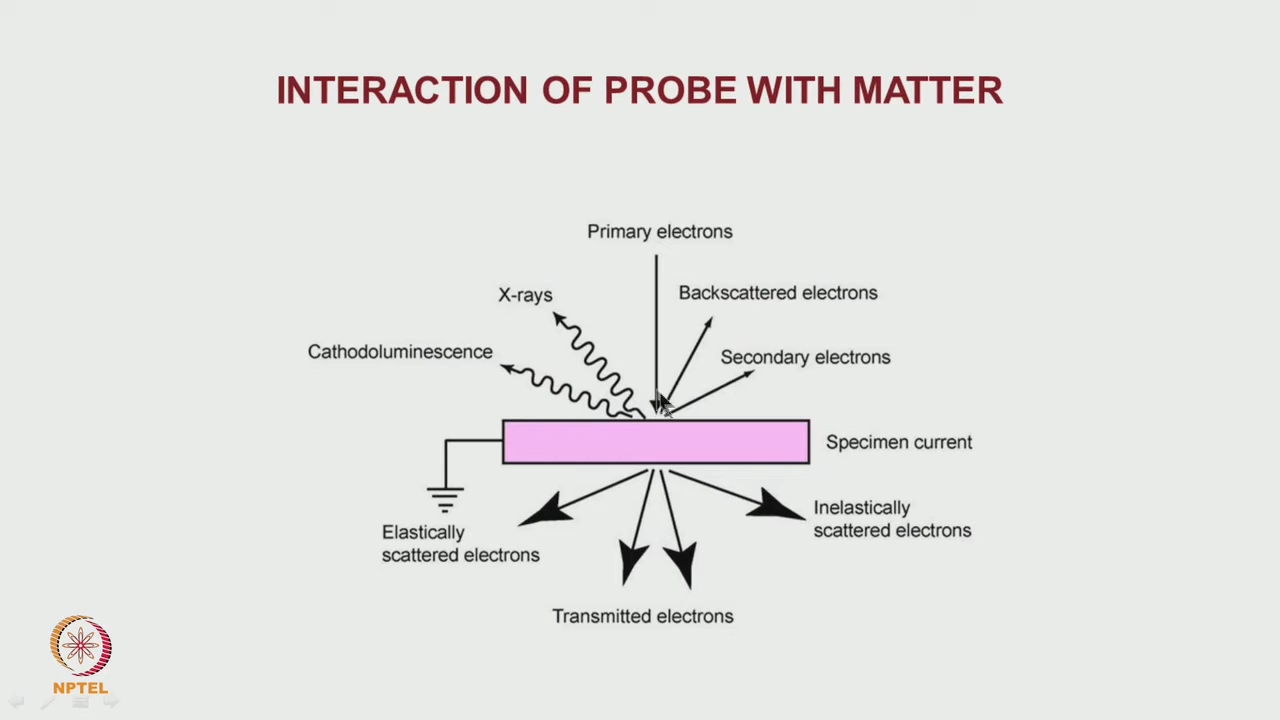 INTERACTION OF PROBE WITH MATTER
Primary electrons
X-rays
Backscattered electrons
Cathodoluminescence
Secondary electrons
Specimen current
Elastically
scattered electrons
Inelastically
scattered electrons
Transmitted electrons
NPTEL